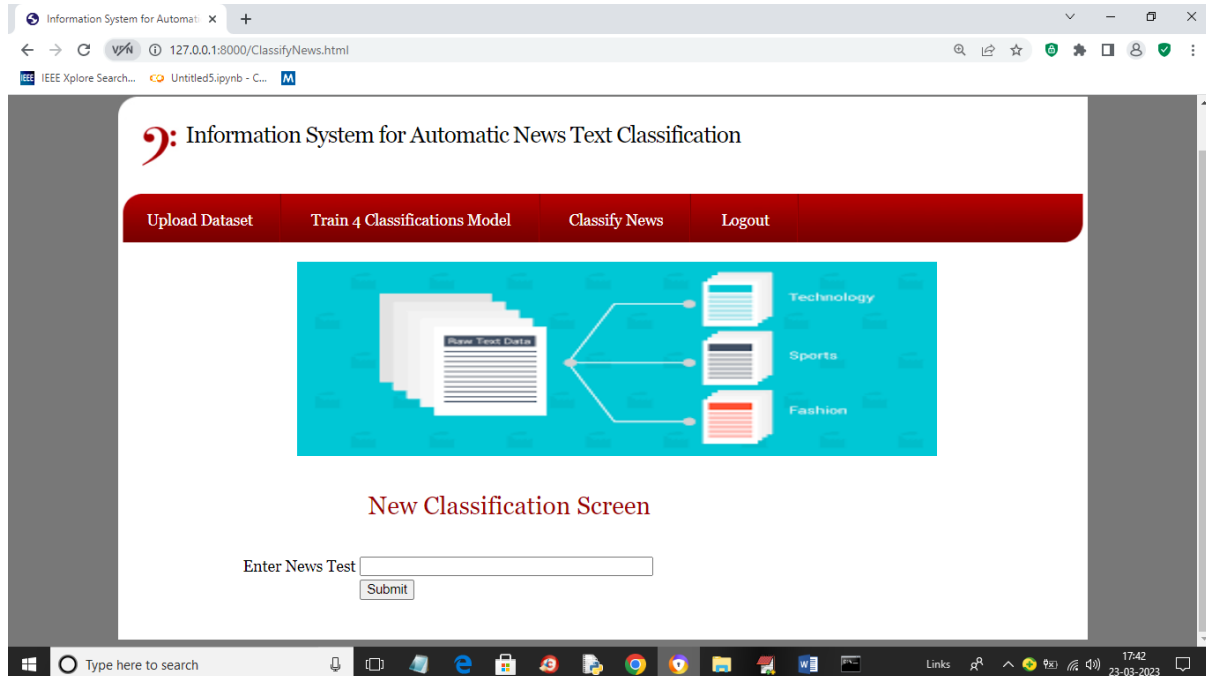 Information System for Automati
127.0.0.1:8000/ClassifyNews.html
IEEE IEEE Xplore Search... CO Untitled5.ipynb - C... M
Information System for Automatic News Text Classification
Upload Dataset Train 4 Classifications Model Classify News Logout
Raw Text Data
Technology
Sports
Fashion
New Classification Screen
Enter News Test
Submit
Type here to search
Links
17:42
23-03-2023